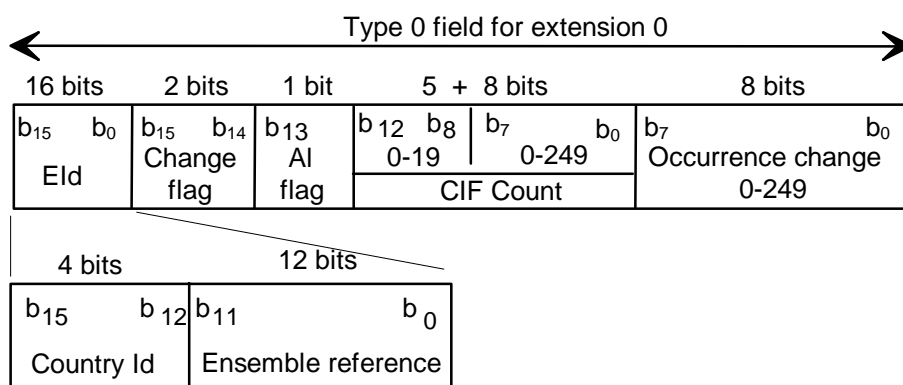 Type 0 field for extension 0
16 bits 2 bits 1 bit 5 + 8 bits 8 bits
b15 b0 b15 b14 b13 b12 b8 b7 b0 b7 b0
EId Change flag AI flag 0-19 0-249 Occurrence change 0-249
CIF Count
4 bits 12 bits
b15 b12 b11 b0
Country Id Ensemble reference